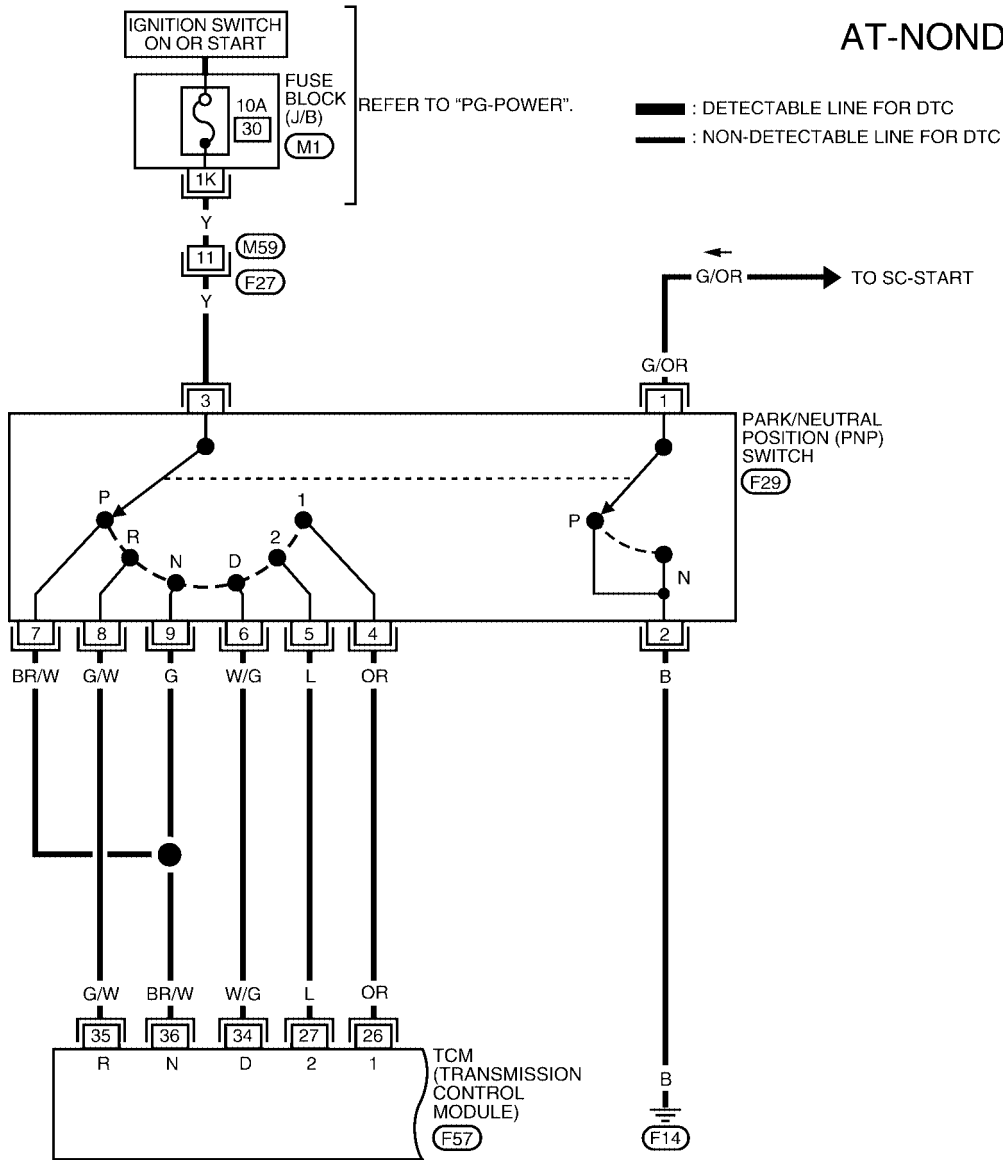 AT-NOND
IGNITION SWITCH
ON OR START
FUSE
BLOCK
(J/B)
10A
30
M1
REFER TO "PG-POWER".
: DETECTABLE LINE FOR DTC
: NON-DETECTABLE LINE FOR DTC
1K
Y
11
M59
F27
Y
G/OR
TO SC-START
G/OR
3
1
PARK/NEUTRAL
POSITION (PNP)
SWITCH
F29
P
R
N
D
2
1
P
N
7 8 9 6 5 4 2
BR/W G/W G W/G L OR B
G/W BR/W W/G L OR
35 36 34 27 26
R N D 2 1
TCM
(TRANSMISSION
CONTROL
MODULE)
F57
B
F14